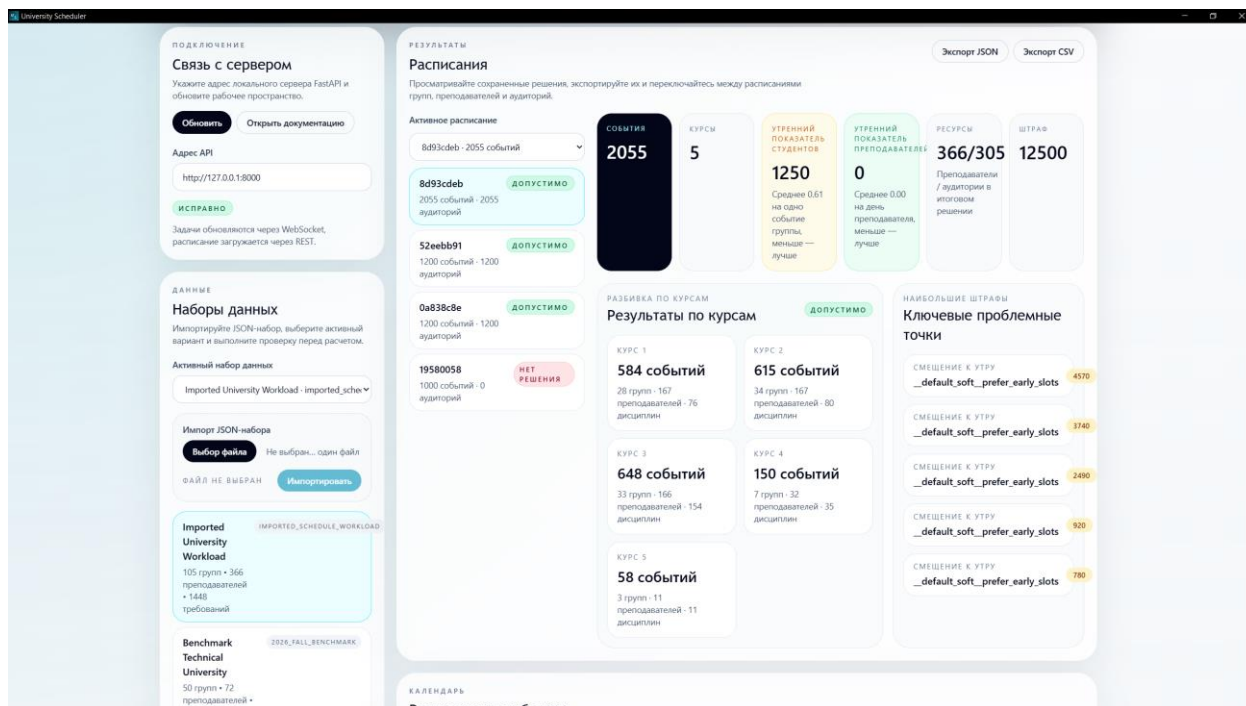 University Scheduler
ПОДКЛЮЧЕНИЕ
Связь с сервером
Укажите адрес локального сервера FastAPI и
обновите рабочее пространство.
Обновить
Открыть документацию
Адрес API
http://127.0.0.1:8000
ИСПРАВНО
Задачи обновляются через WebSocket,
расписание загружается через REST.
ДАННЫЕ
Наборы данных
Импортируйте JSON-набор, выберите активный
вариант и выполните проверку перед расчетом.
Активный набор данных
Imported University Workload · imported_sche
Импорт JSON-набора
Выбор файла
Не выбран... один файл
ФАЙЛ НЕ ВЫБРАН
Импортировать
Imported
University
Workload
IMPORTED_SCHEDULE_WORKLOAD
105 групп • 366
преподавателей
• 1448
требований
Benchmark
Technical
University
2026_FALL_BENCHMARK
50 групп • 72
преподавателей •
РЕЗУЛЬТАТЫ
Расписания
Просматривайте сохраненные решения, экспортируйте их и переключайтесь между расписаниями
групп, преподавателей и аудиторий.
Экспорт JSON
Экспорт CSV
Активное расписание
8d93cdeb · 2055 событий
8d93cdeb
ДОПУСТИМО
2055 событий · 2055
аудиторий
52eebb91
ДОПУСТИМО
1200 событий · 1200
аудиторий
0a838c8e
ДОПУСТИМО
1200 событий · 1200
аудиторий
19580058
НЕТ
РЕШЕНИЯ
1000 событий · 0
аудиторий
СОБЫТИЯ
2055
КУРСЫ
5
УТРЕННИЙ
ПОКАЗАТЕЛЬ
СТУДЕНТОВ
1250
Среднее 0.61
на одно
событие
группы,
меньше —
лучше
УТРЕННИЙ
ПОКАЗАТЕЛЬ
ПРЕПОДАВАТЕЛЕЙ
0
Среднее 0.00
на день
преподавателя,
меньше —
лучше
РЕСУРСЫ
366/305
Преподаватели
/ аудитории в
итоговом
решении
ШТРАФ
12500
РАЗБИВКА ПО КУРСАМ
Результаты по курсам
ДОПУСТИМО
КУРС 1
584 событий
28 групп · 167
преподавателей · 76
дисциплин
КУРС 2
615 событий
34 групп · 167
преподавателей · 80
дисциплин
КУРС 3
648 событий
33 групп · 166
преподавателей · 154
дисциплин
КУРС 4
150 событий
7 групп · 32
преподавателей · 35
дисциплин
КУРС 5
58 событий
3 групп · 11
преподавателей · 11
дисциплин
НАИБОЛЬШИЕ ШТРАФЫ
Ключевые проблемные
точки
СМЕЩЕНИЕ К УТРУ
__default_soft__prefer_early_slots
4570
СМЕЩЕНИЕ К УТРУ
__default_soft__prefer_early_slots
3740
СМЕЩЕНИЕ К УТРУ
__default_soft__prefer_early_slots
2490
СМЕЩЕНИЕ К УТРУ
__default_soft__prefer_early_slots
920
СМЕЩЕНИЕ К УТРУ
__default_soft__prefer_early_slots
780
КАЛЕНДАРЬ